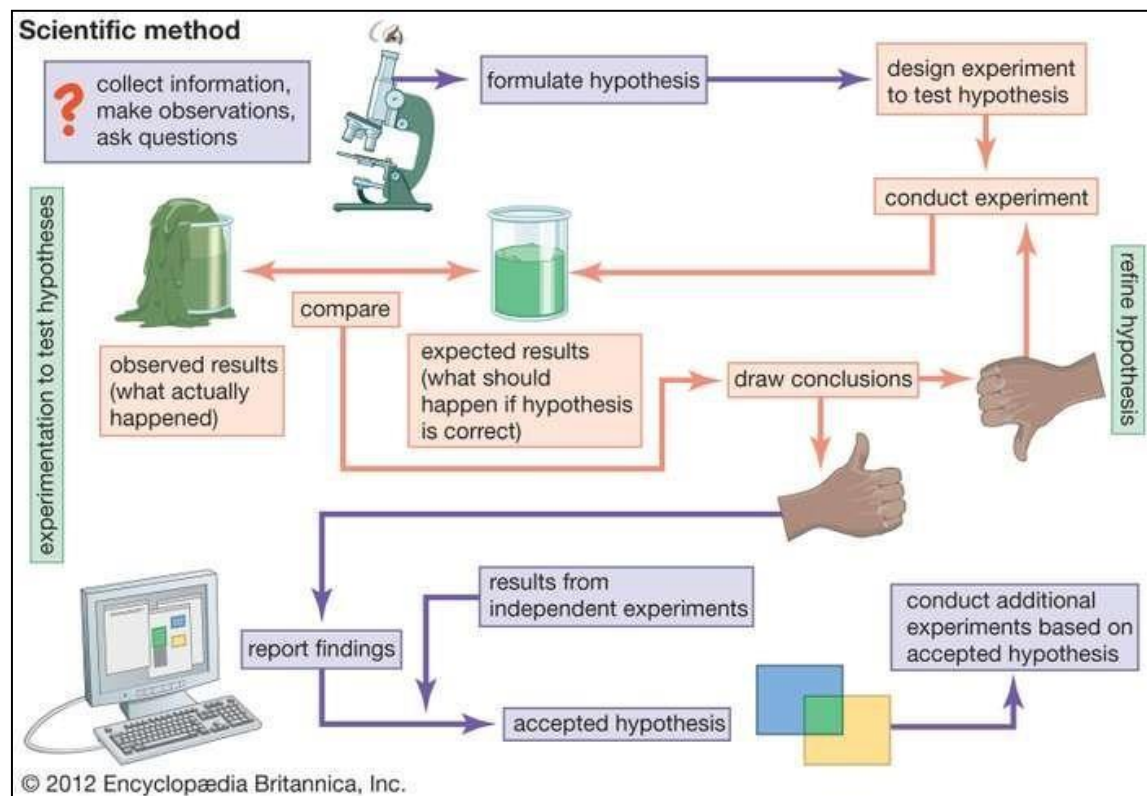 Scientific method
?
collect information,
make observations,
ask questions
formulate hypothesis
design experiment
to test hypothesis
conduct experiment
experimentation to test hypotheses
compare
observed results
(what actually
happened)
expected results
(what should
happen if hypothesis
is correct)
draw conclusions
refine hypothesis
results from
independent experiments
report findings
accepted hypothesis
conduct additional
experiments based on
accepted hypothesis
© 2012 Encyclopædia Britannica, Inc.